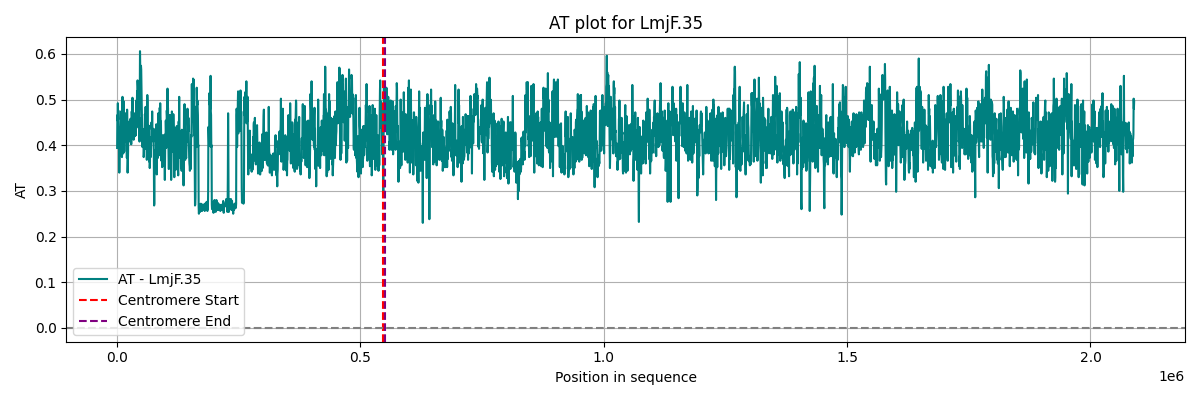 AT plot for LmjF.35
AT
0.6
0.5
0.4
0.3
0.2
0.1
0.0
AT - LmjF.35
Centromere Start
Centromere End
0.0 0.5 1.0 1.5 2.0
1e6
Position in sequence